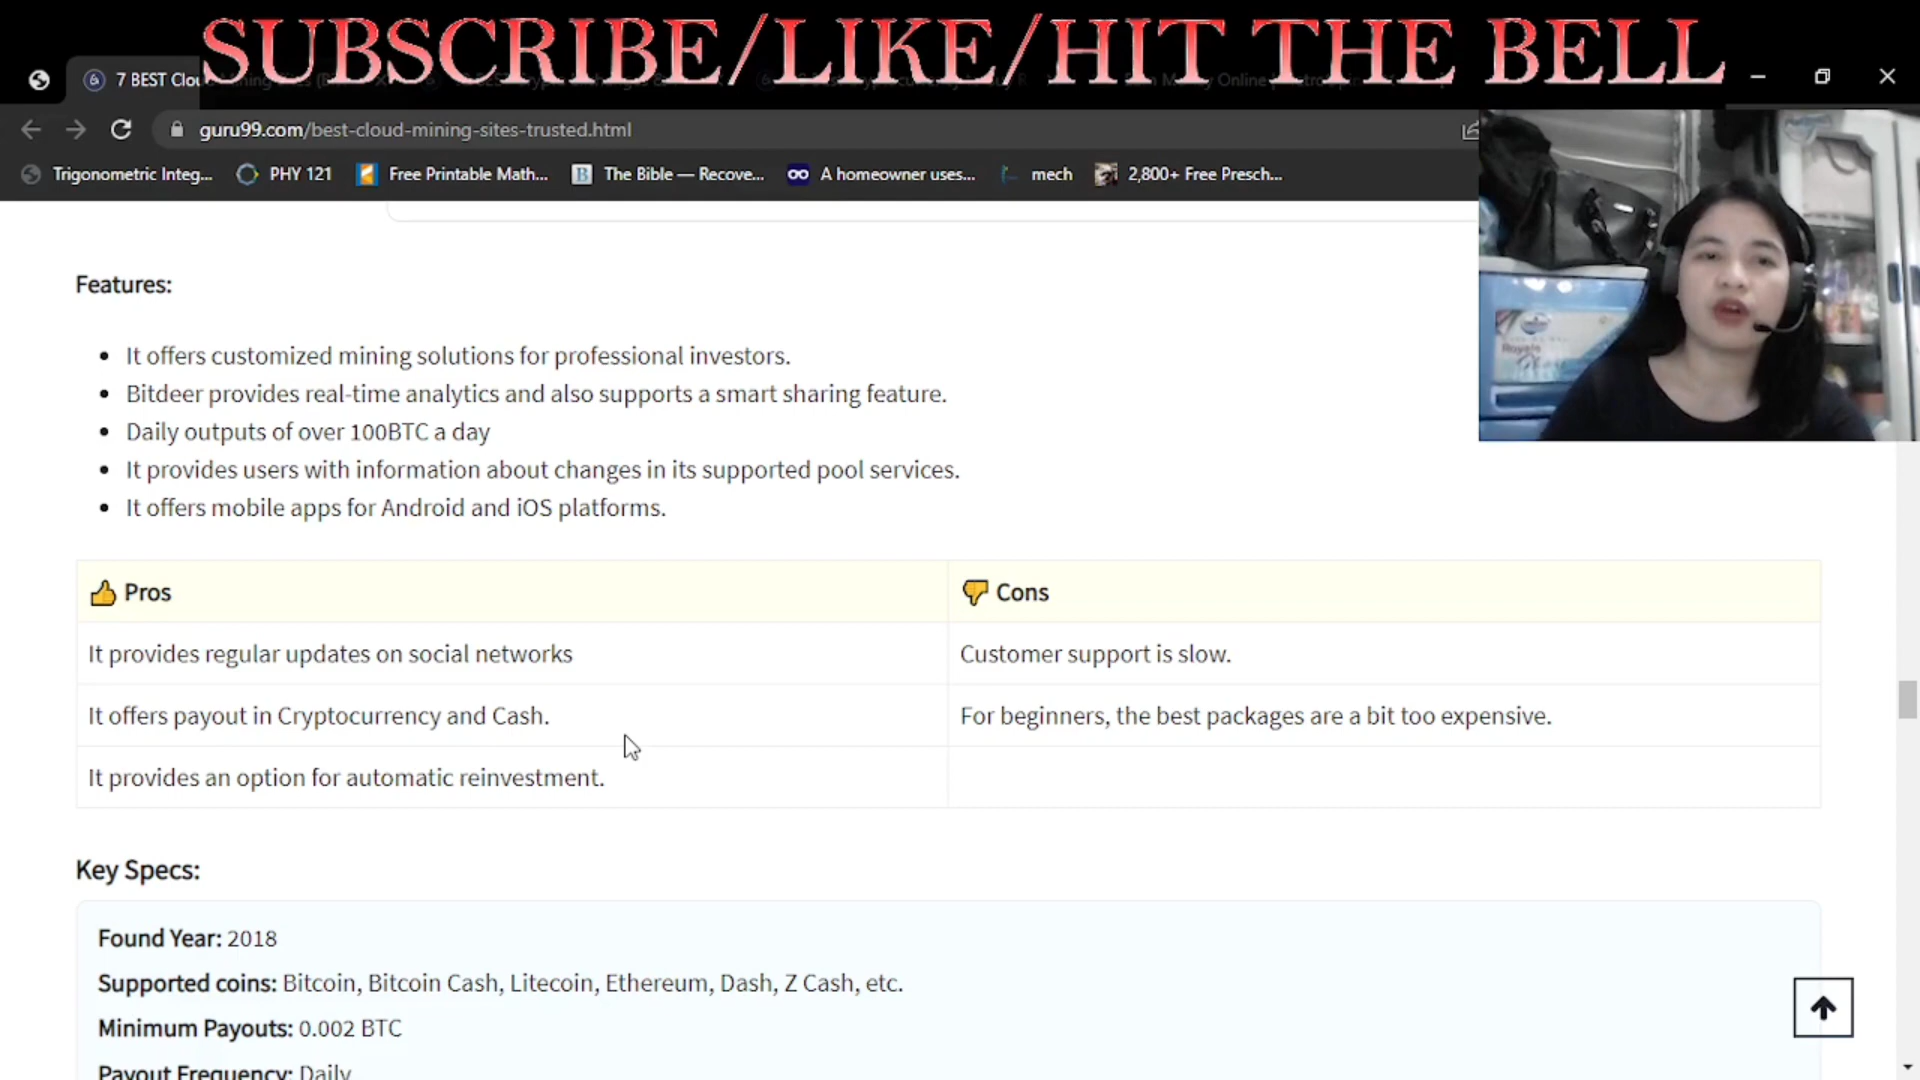 SUBSCRIBE/LIKE/HIT THE BELL
7 BEST Clou
guru99.com/best-cloud-mining-sites-trusted.html
Trigonometric Integ... PHY 121 Free Printable Math... The Bible — Recove... A homeowner uses... mech 2,800+ Free Presch...
Features:
• It offers customized mining solutions for professional investors.
• Bitdeer provides real-time analytics and also supports a smart sharing feature.
• Daily outputs of over 100BTC a day
• It provides users with information about changes in its supported pool services.
• It offers mobile apps for Android and iOS platforms.
👍 Pros 👎 Cons
It provides regular updates on social networks Customer support is slow.
It offers payout in Cryptocurrency and Cash. For beginners, the best packages are a bit too expensive.
It provides an option for automatic reinvestment.
Key Specs:
Found Year: 2018
Supported coins: Bitcoin, Bitcoin Cash, Litecoin, Ethereum, Dash, Z Cash, etc.
Minimum Payouts: 0.002 BTC
Payout Frequency: Daily